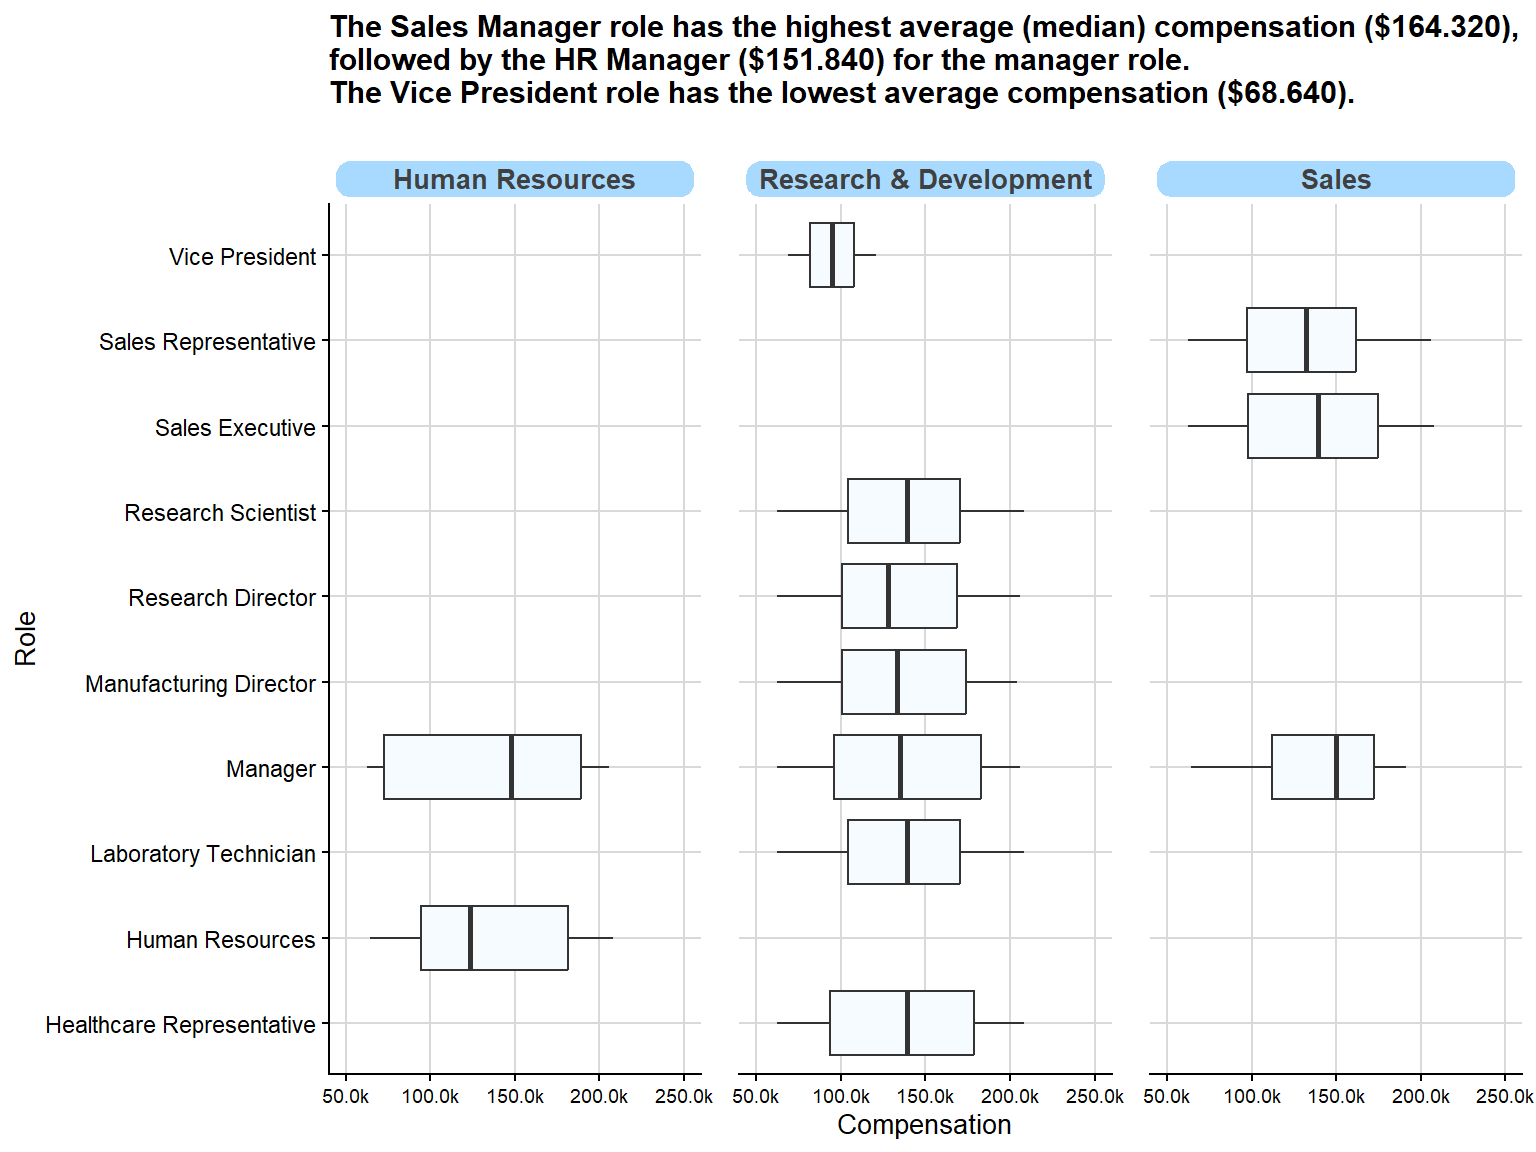 The Sales Manager role has the highest average (median) compensation ($164.320),
followed by the HR Manager ($151.840) for the manager role.
The Vice President role has the lowest average compensation ($68.640).
Human Resources
Research & Development
Sales
Role
Vice President
Sales Representative
Sales Executive
Research Scientist
Research Director
Manufacturing Director
Manager
Laboratory Technician
Human Resources
Healthcare Representative
50.0k 100.0k 150.0k 200.0k 250.0k 50.0k 100.0k 150.0k 200.0k 250.0k 50.0k 100.0k 150.0k 200.0k 250.0k
Compensation